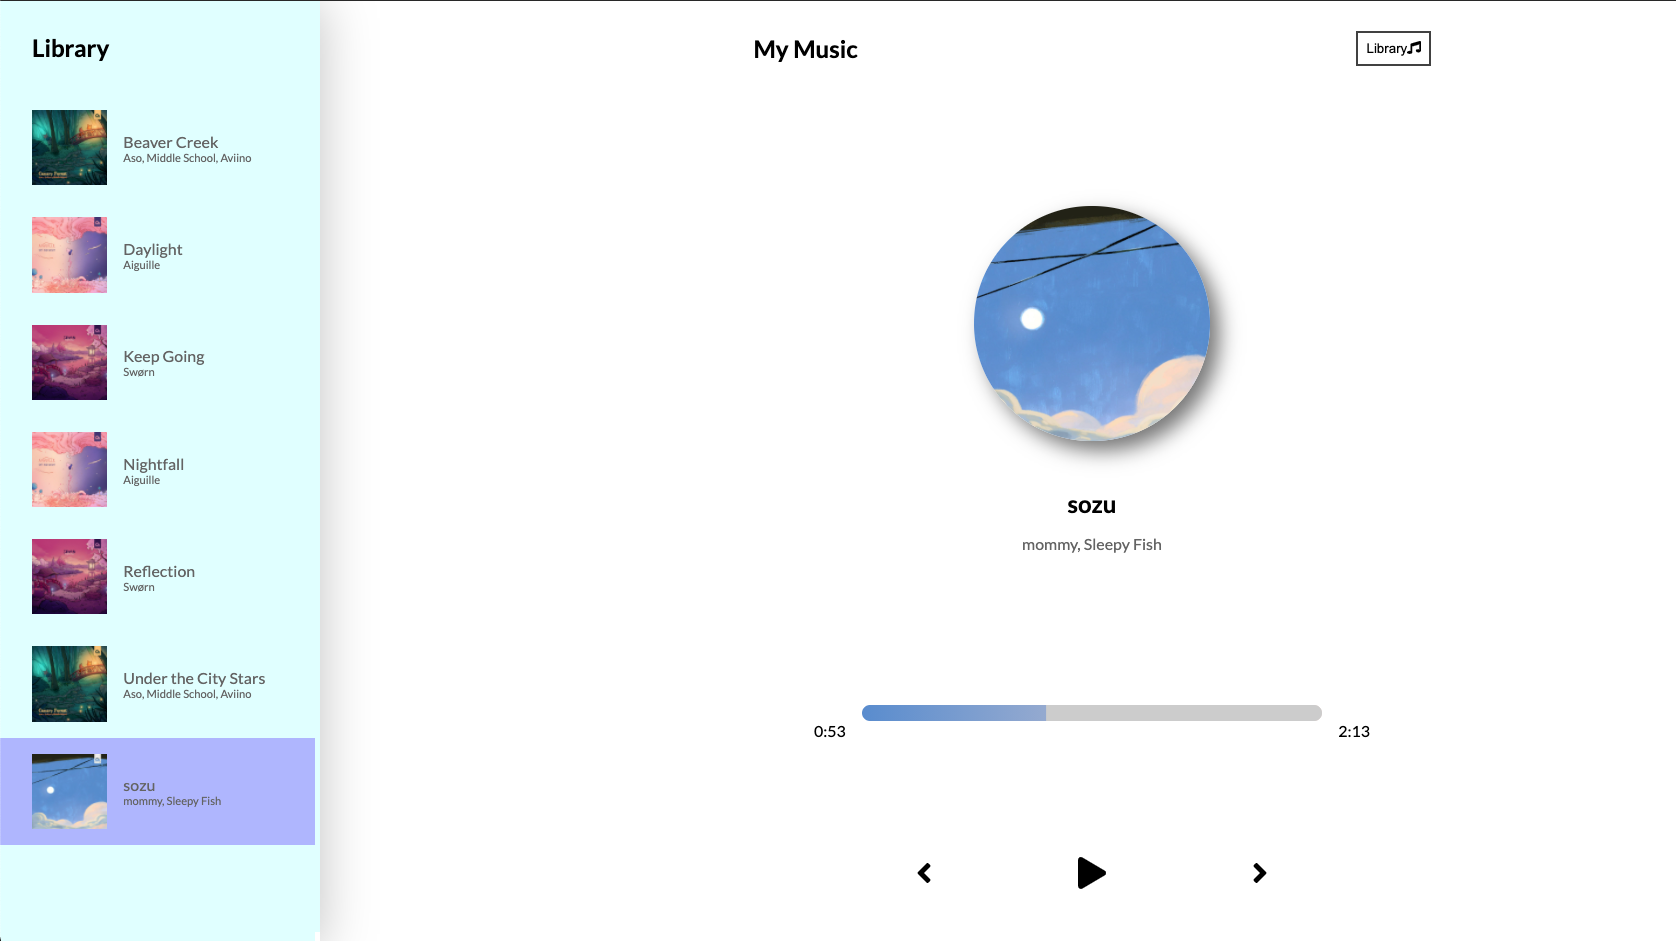 Library
My Music
Library
Beaver Creek
Aso, Middle School, Aviino
Daylight
Aiguille
Keep Going
Swørn
Nightfall
Aiguille
Reflection
Swørn
Under the City Stars
Aso, Middle School, Aviino
sozu
mommy, Sleepy Fish
sozu
mommy, Sleepy Fish
0:53
2:13